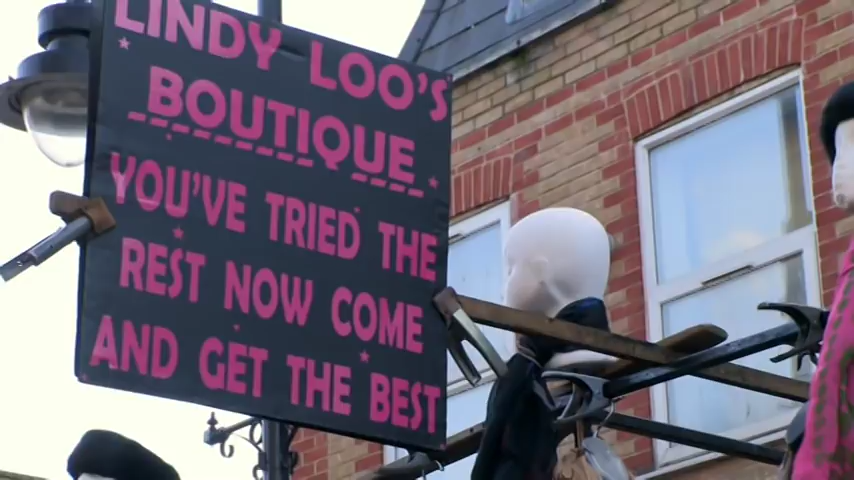 LINDY LOO'S
BOUTIQUE
YOU'VE TRIED THE
REST NOW COME
AND GET THE BEST